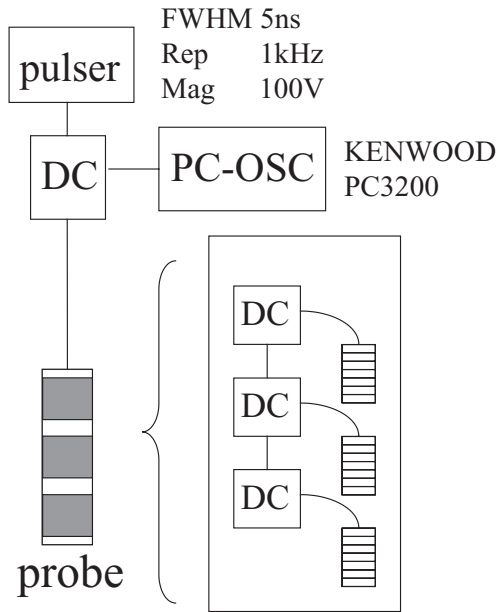 FWHM 5ns
pulser
Rep 1kHz
Mag 100V
DC
PC-OSC
KENWOOD
PC3200
DC
DC
DC
probe